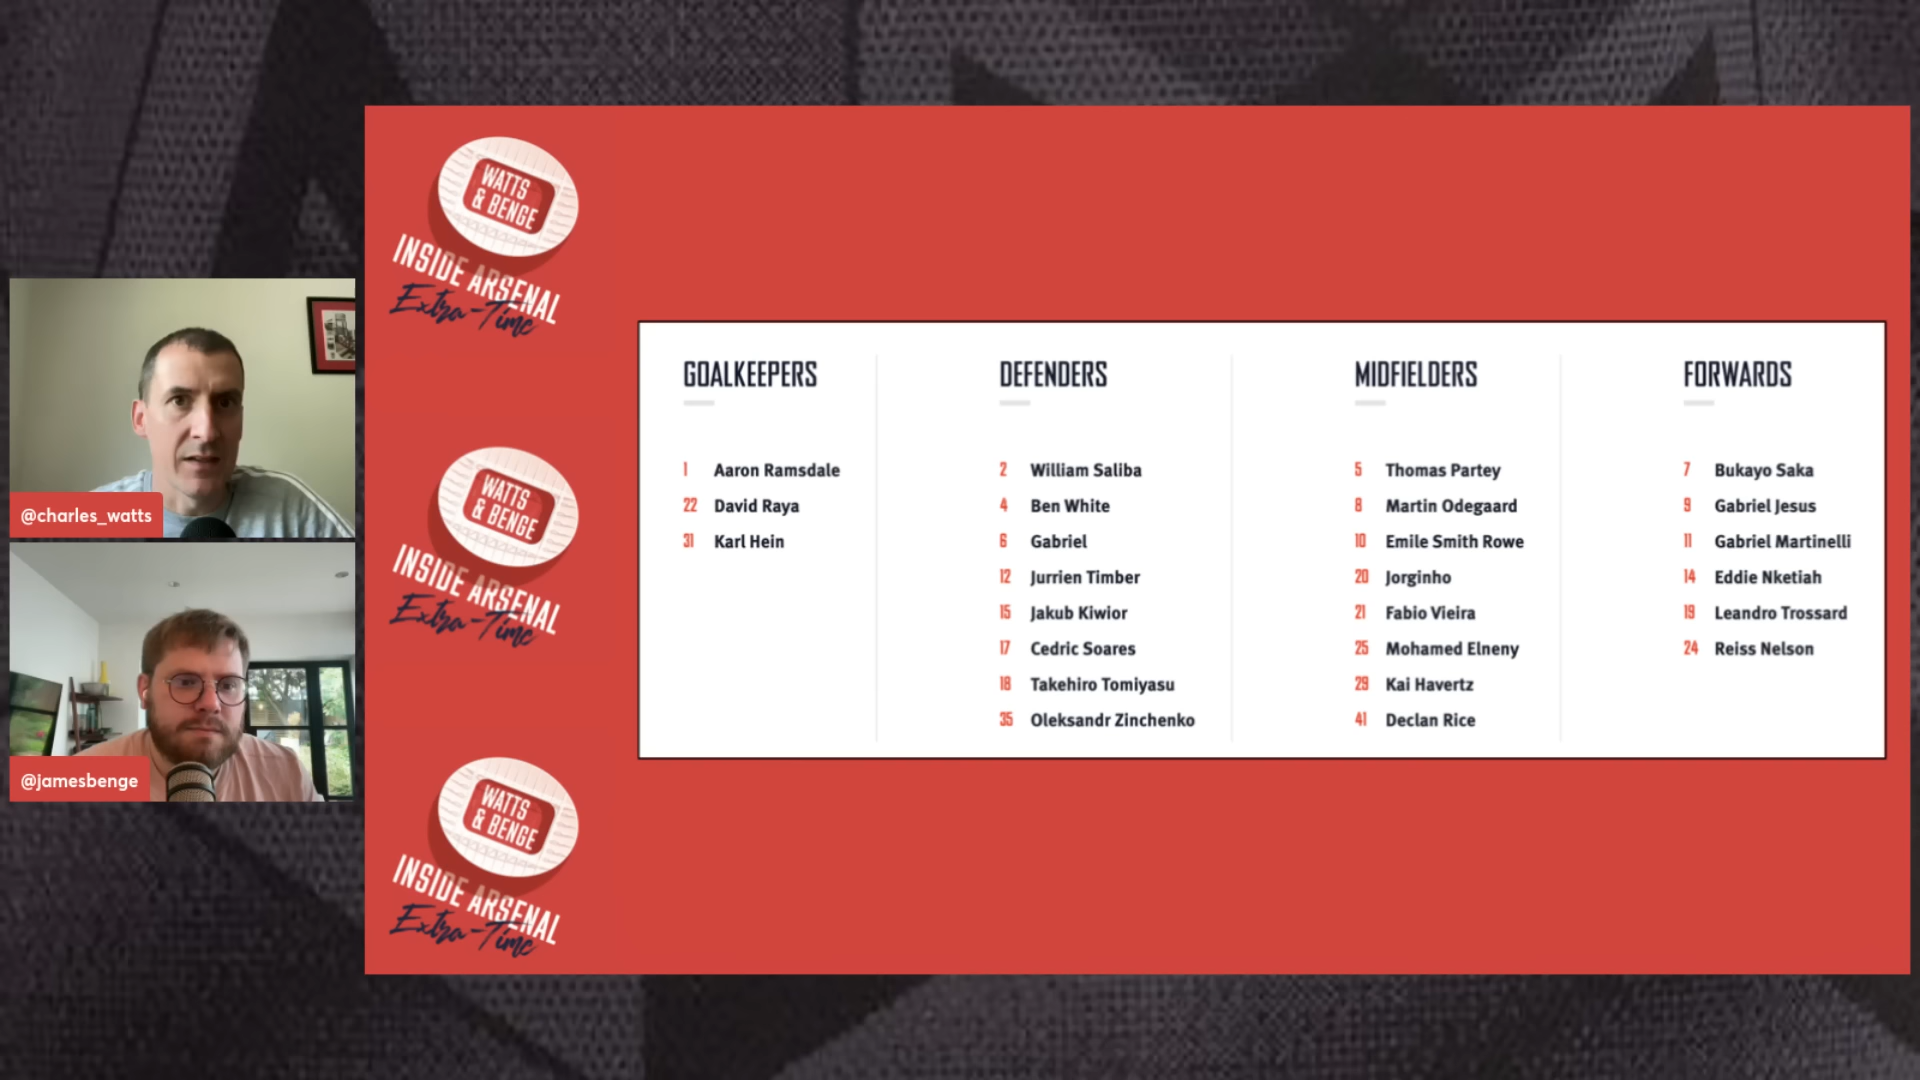 WATTS
& BENGE
INSIDE ARSENAL
Extra-Time
WATTS
& BENGE
INSIDE ARSENAL
Extra-Time
WATTS
& BENGE
INSIDE ARSENAL
Extra-Time
@charles_watts
@jamesbenge
GOALKEEPERS
1 Aaron Ramsdale
22 David Raya
31 Karl Hein
DEFENDERS
2 William Saliba
4 Ben White
6 Gabriel
12 Jurrien Timber
15 Jakub Kiwior
17 Cedric Soares
18 Takehiro Tomiyasu
35 Oleksandr Zinchenko
MIDFIELDERS
5 Thomas Partey
8 Martin Odegaard
10 Emile Smith Rowe
20 Jorginho
21 Fabio Vieira
25 Mohamed Elneny
29 Kai Havertz
41 Declan Rice
FORWARDS
7 Bukayo Saka
9 Gabriel Jesus
11 Gabriel Martinelli
14 Eddie Nketiah
19 Leandro Trossard
24 Reiss Nelson